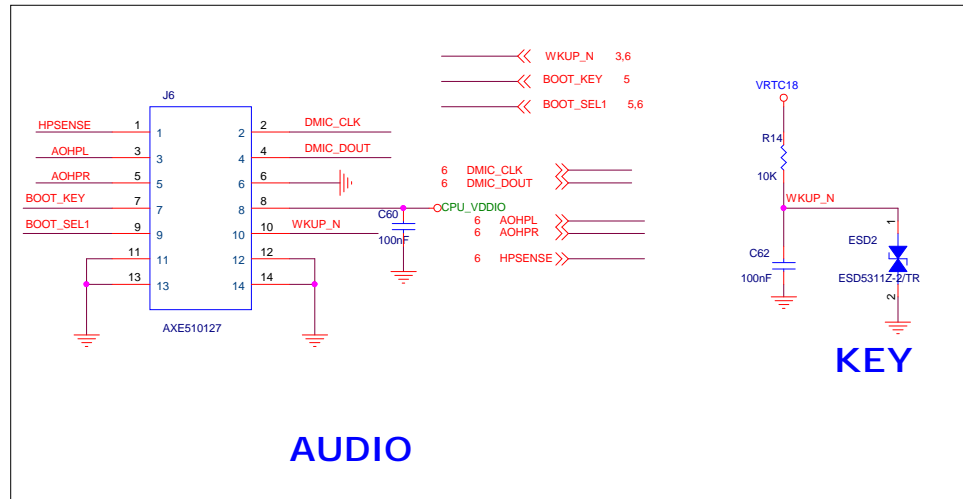 WKUP_N 3,6
BOOT_KEY 5
BOOT_SEL1 5,6
J6
HPSENSE 1 1 2 2 DMIC_CLK
AOHPL 3 3 4 4 DMIC_DOUT
AOHPR 5 5 6 6
BOOT_KEY 7 7 8 8 CPU_VDDIO
BOOT_SEL1 9 9 10 10 WKUP_N
11 11 12 12
13 13 14 14
AXE510127
C60
100nF
6 DMIC_CLK
6 DMIC_DOUT
6 AOHPL
6 AOHPR
6 HPSENSE
VRTC18
R14
10K
WKUP_N
C62
100nF
1
ESD2
ESD5311Z-2/TR
2
KEY
AUDIO